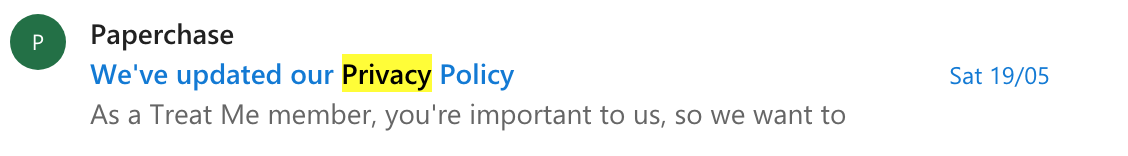 P
Paperchase
We've updated our Privacy Policy
Sat 19/05
As a Treat Me member, you're important to us, so we want to